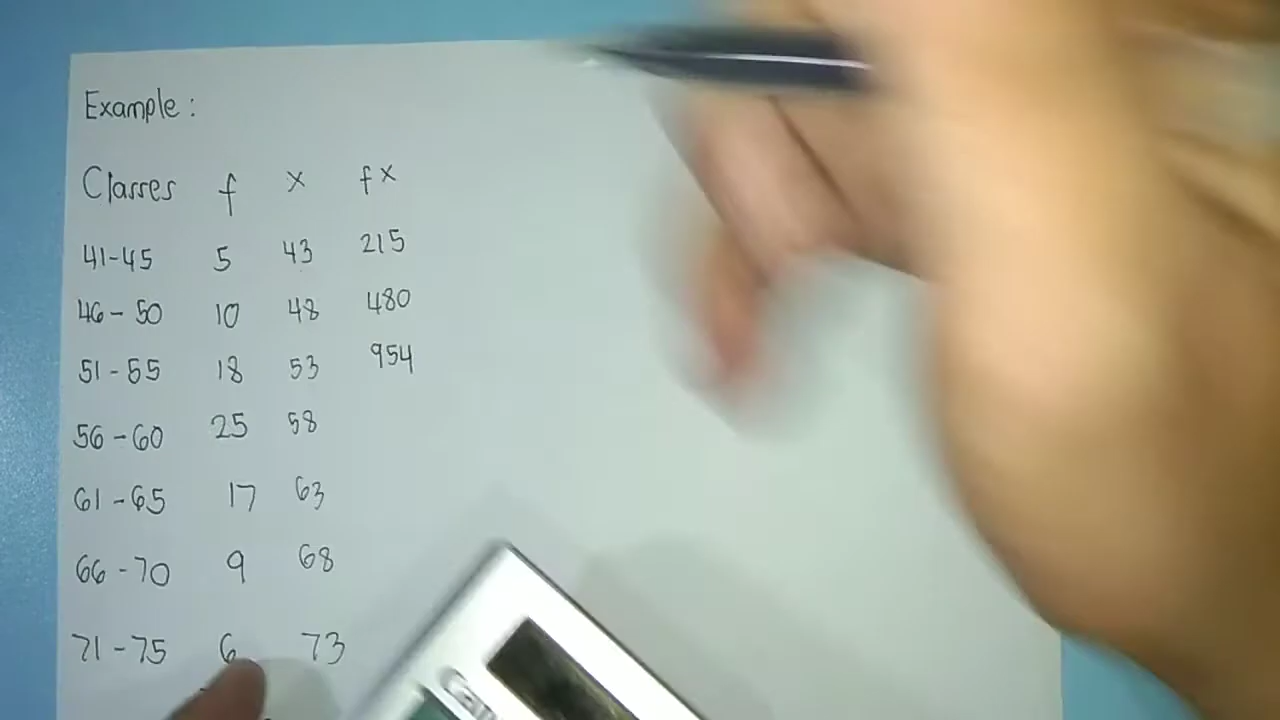 Example :
Classes f x fx
41-45 5 43 215
46-50 10 48 480
51-55 18 53 954
56-60 25 58
61-65 17 63
66-70 9 68
71-75 6 73